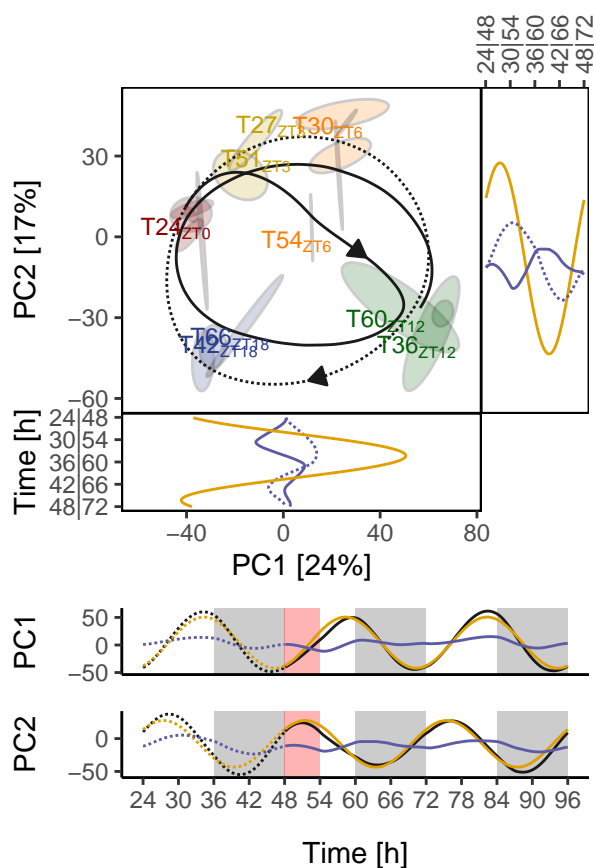 24|48
30|54
36|60
42|66
48|72
PC2 [17%]
30
0
−30
−60
T27ZT3
T30ZT6
T51ZT3
T24ZT0
T54ZT6
T60ZT12
T66ZT18
T42ZT18
T36ZT12
Time [h]
24|48
30|54
36|60
42|66
48|72
−40 0 40 80
PC1 [24%]
PC1
50
0
−50
PC2
0
−50
24 30 36 42 48 54 60 66 72 78 84 90 96
Time [h]